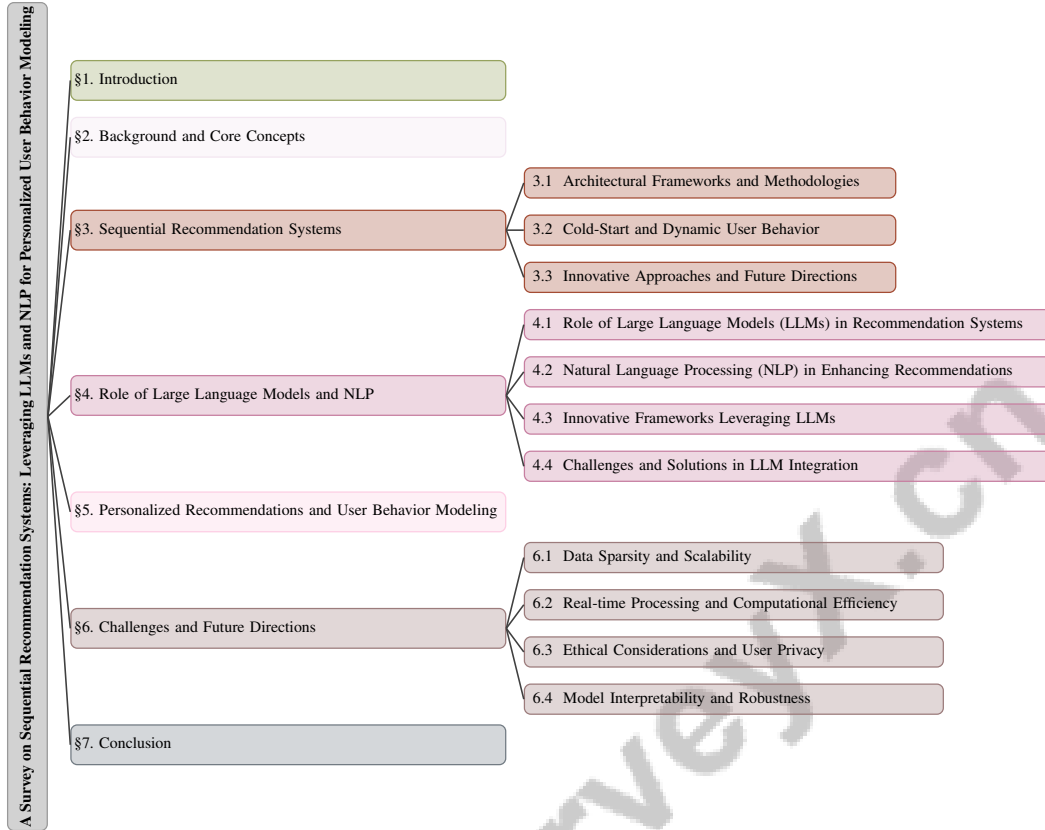 A Survey on Sequential Recommendation Systems: Leveraging LLMs and NLP for Personalized User Behavior Modeling
§1. Introduction
§2. Background and Core Concepts
§3. Sequential Recommendation Systems
3.1 Architectural Frameworks and Methodologies
3.2 Cold-Start and Dynamic User Behavior
3.3 Innovative Approaches and Future Directions
§4. Role of Large Language Models and NLP
4.1 Role of Large Language Models (LLMs) in Recommendation Systems
4.2 Natural Language Processing (NLP) in Enhancing Recommendations
4.3 Innovative Frameworks Leveraging LLMs
4.4 Challenges and Solutions in LLM Integration
§5. Personalized Recommendations and User Behavior Modeling
§6. Challenges and Future Directions
6.1 Data Sparsity and Scalability
6.2 Real-time Processing and Computational Efficiency
6.3 Ethical Considerations and User Privacy
6.4 Model Interpretability and Robustness
§7. Conclusion
rveyx.cn